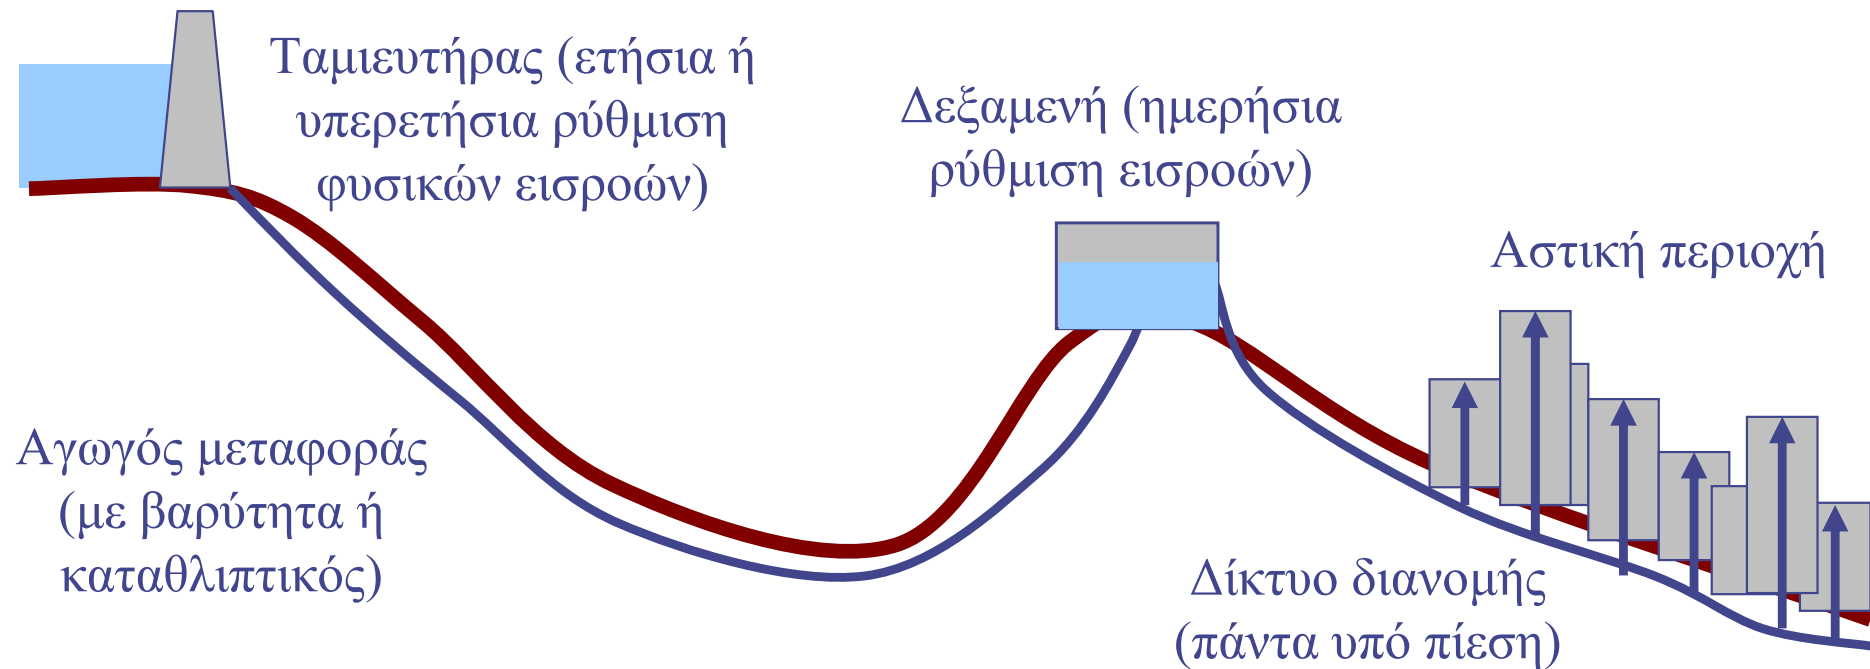 Ταμιευτήρας (ετήσια ή
υπερετήσια ρύθμιση
φυσικών εισροών)
Δεξαμενή (ημερήσια
ρύθμιση εισροών)
Αστική περιοχή
Αγωγός μεταφοράς
(με βαρύτητα ή
καταθλιπτικός)
Δίκτυο διανομής
(πάντα υπό πίεση)